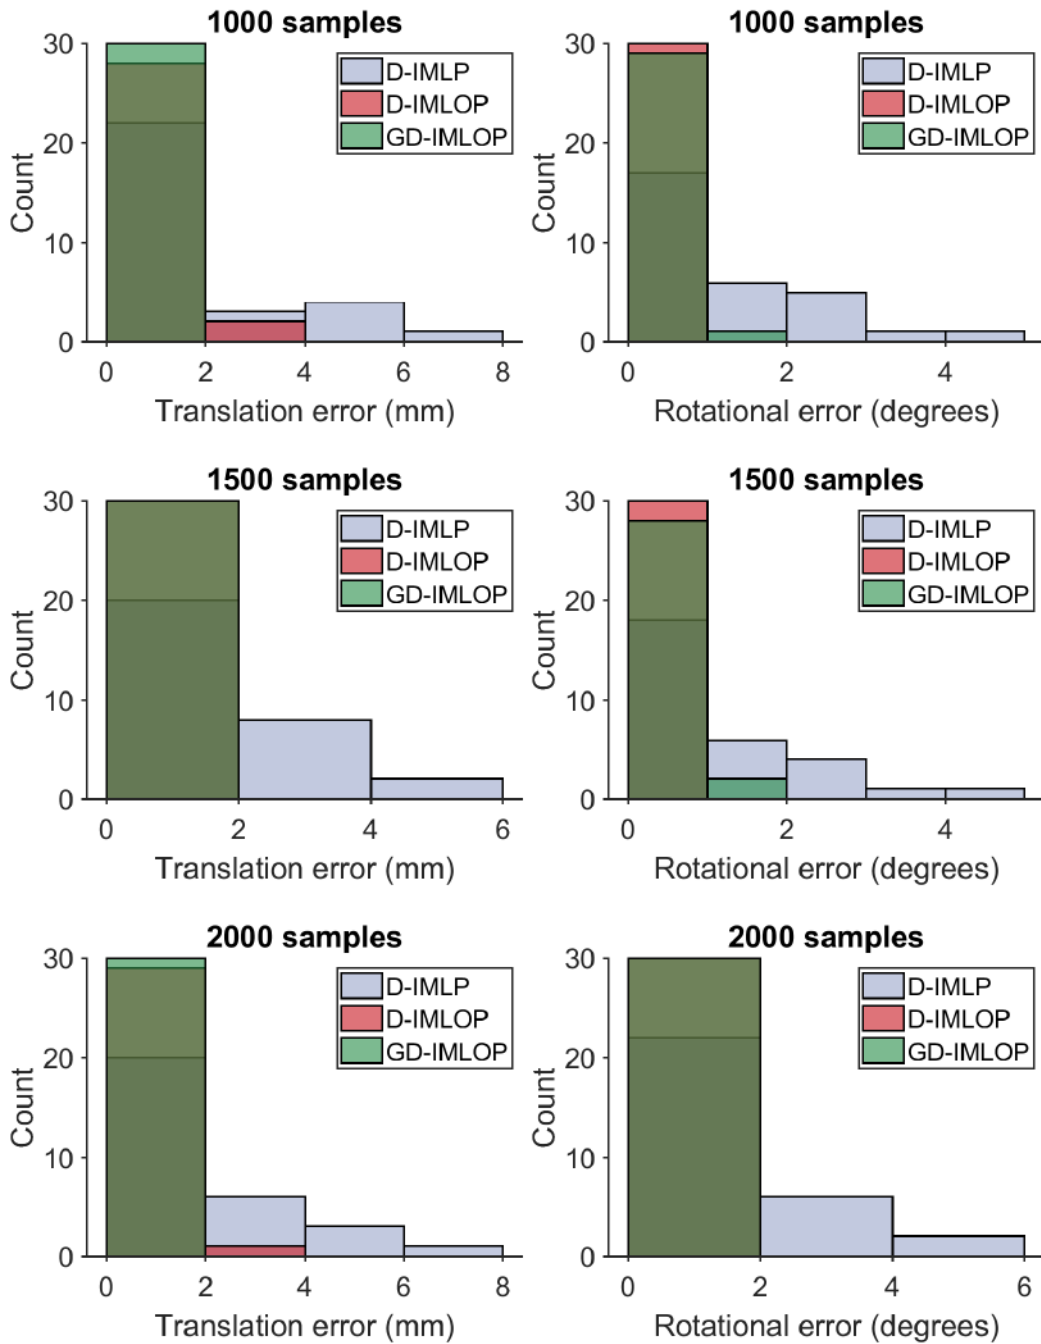 1000 samples
30
20
10
0
Count
D-IMLP
D-IMLOP
GD-IMLOP
0 2 4 6 8
Translation error (mm)
1000 samples
30
20
10
0
Count
D-IMLP
D-IMLOP
GD-IMLOP
0 2 4
Rotational error (degrees)
1500 samples
30
20
10
0
Count
D-IMLP
D-IMLOP
GD-IMLOP
0 2 4 6
Translation error (mm)
1500 samples
30
20
10
0
Count
D-IMLP
D-IMLOP
GD-IMLOP
0 2 4
Rotational error (degrees)
2000 samples
30
20
10
0
Count
D-IMLP
D-IMLOP
GD-IMLOP
0 2 4 6 8
Translation error (mm)
2000 samples
30
20
10
0
Count
D-IMLP
D-IMLOP
GD-IMLOP
0 2 4 6
Rotational error (degrees)